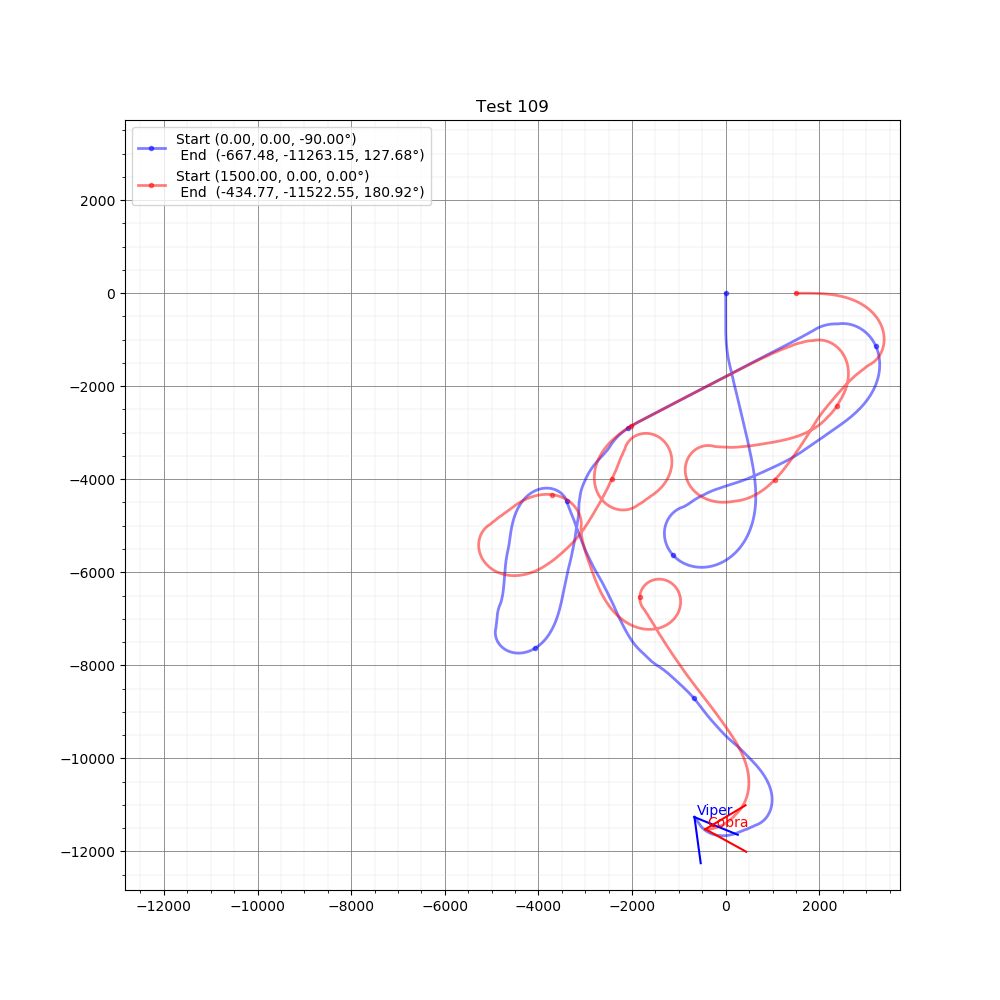 Test 109
Start (0.00, 0.00, -90.00°)
End  (-667.48, -11263.15, 127.68°)
Start (1500.00, 0.00, 0.00°)
End  (-434.77, -11522.55, 180.92°)
2000
0
−2000
−4000
−6000
−8000
−10000
−12000
Viper
Cobra
−12000 −10000 −8000 −6000 −4000 −2000 0 2000